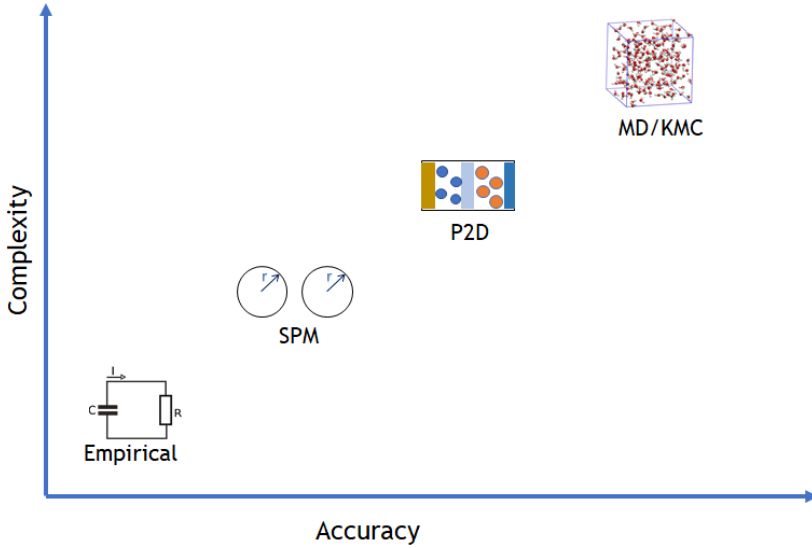 MD/KMC
P2D
Complexity
r
r
SPM
I
C
R
Empirical
Accuracy